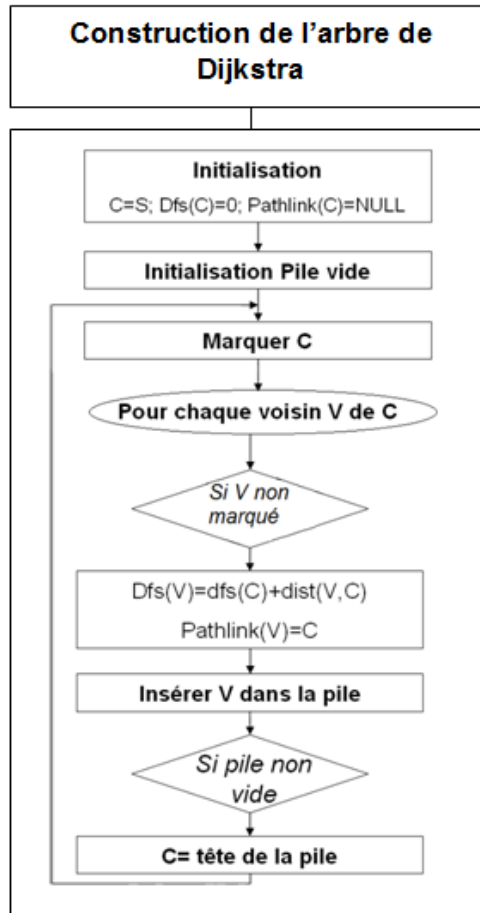 Construction de l'arbre de
Dijkstra
Initialisation
C=S; Dfs(C)=0; Pathlink(C)=NULL
Initialisation Pile vide
Marquer C
Pour chaque voisin V de C
Si V non
marqué
Dfs(V)=dfs(C)+dist(V,C)
Pathlink(V)=C
Insérer V dans la pile
Si pile non
vide
C= tête de la pile